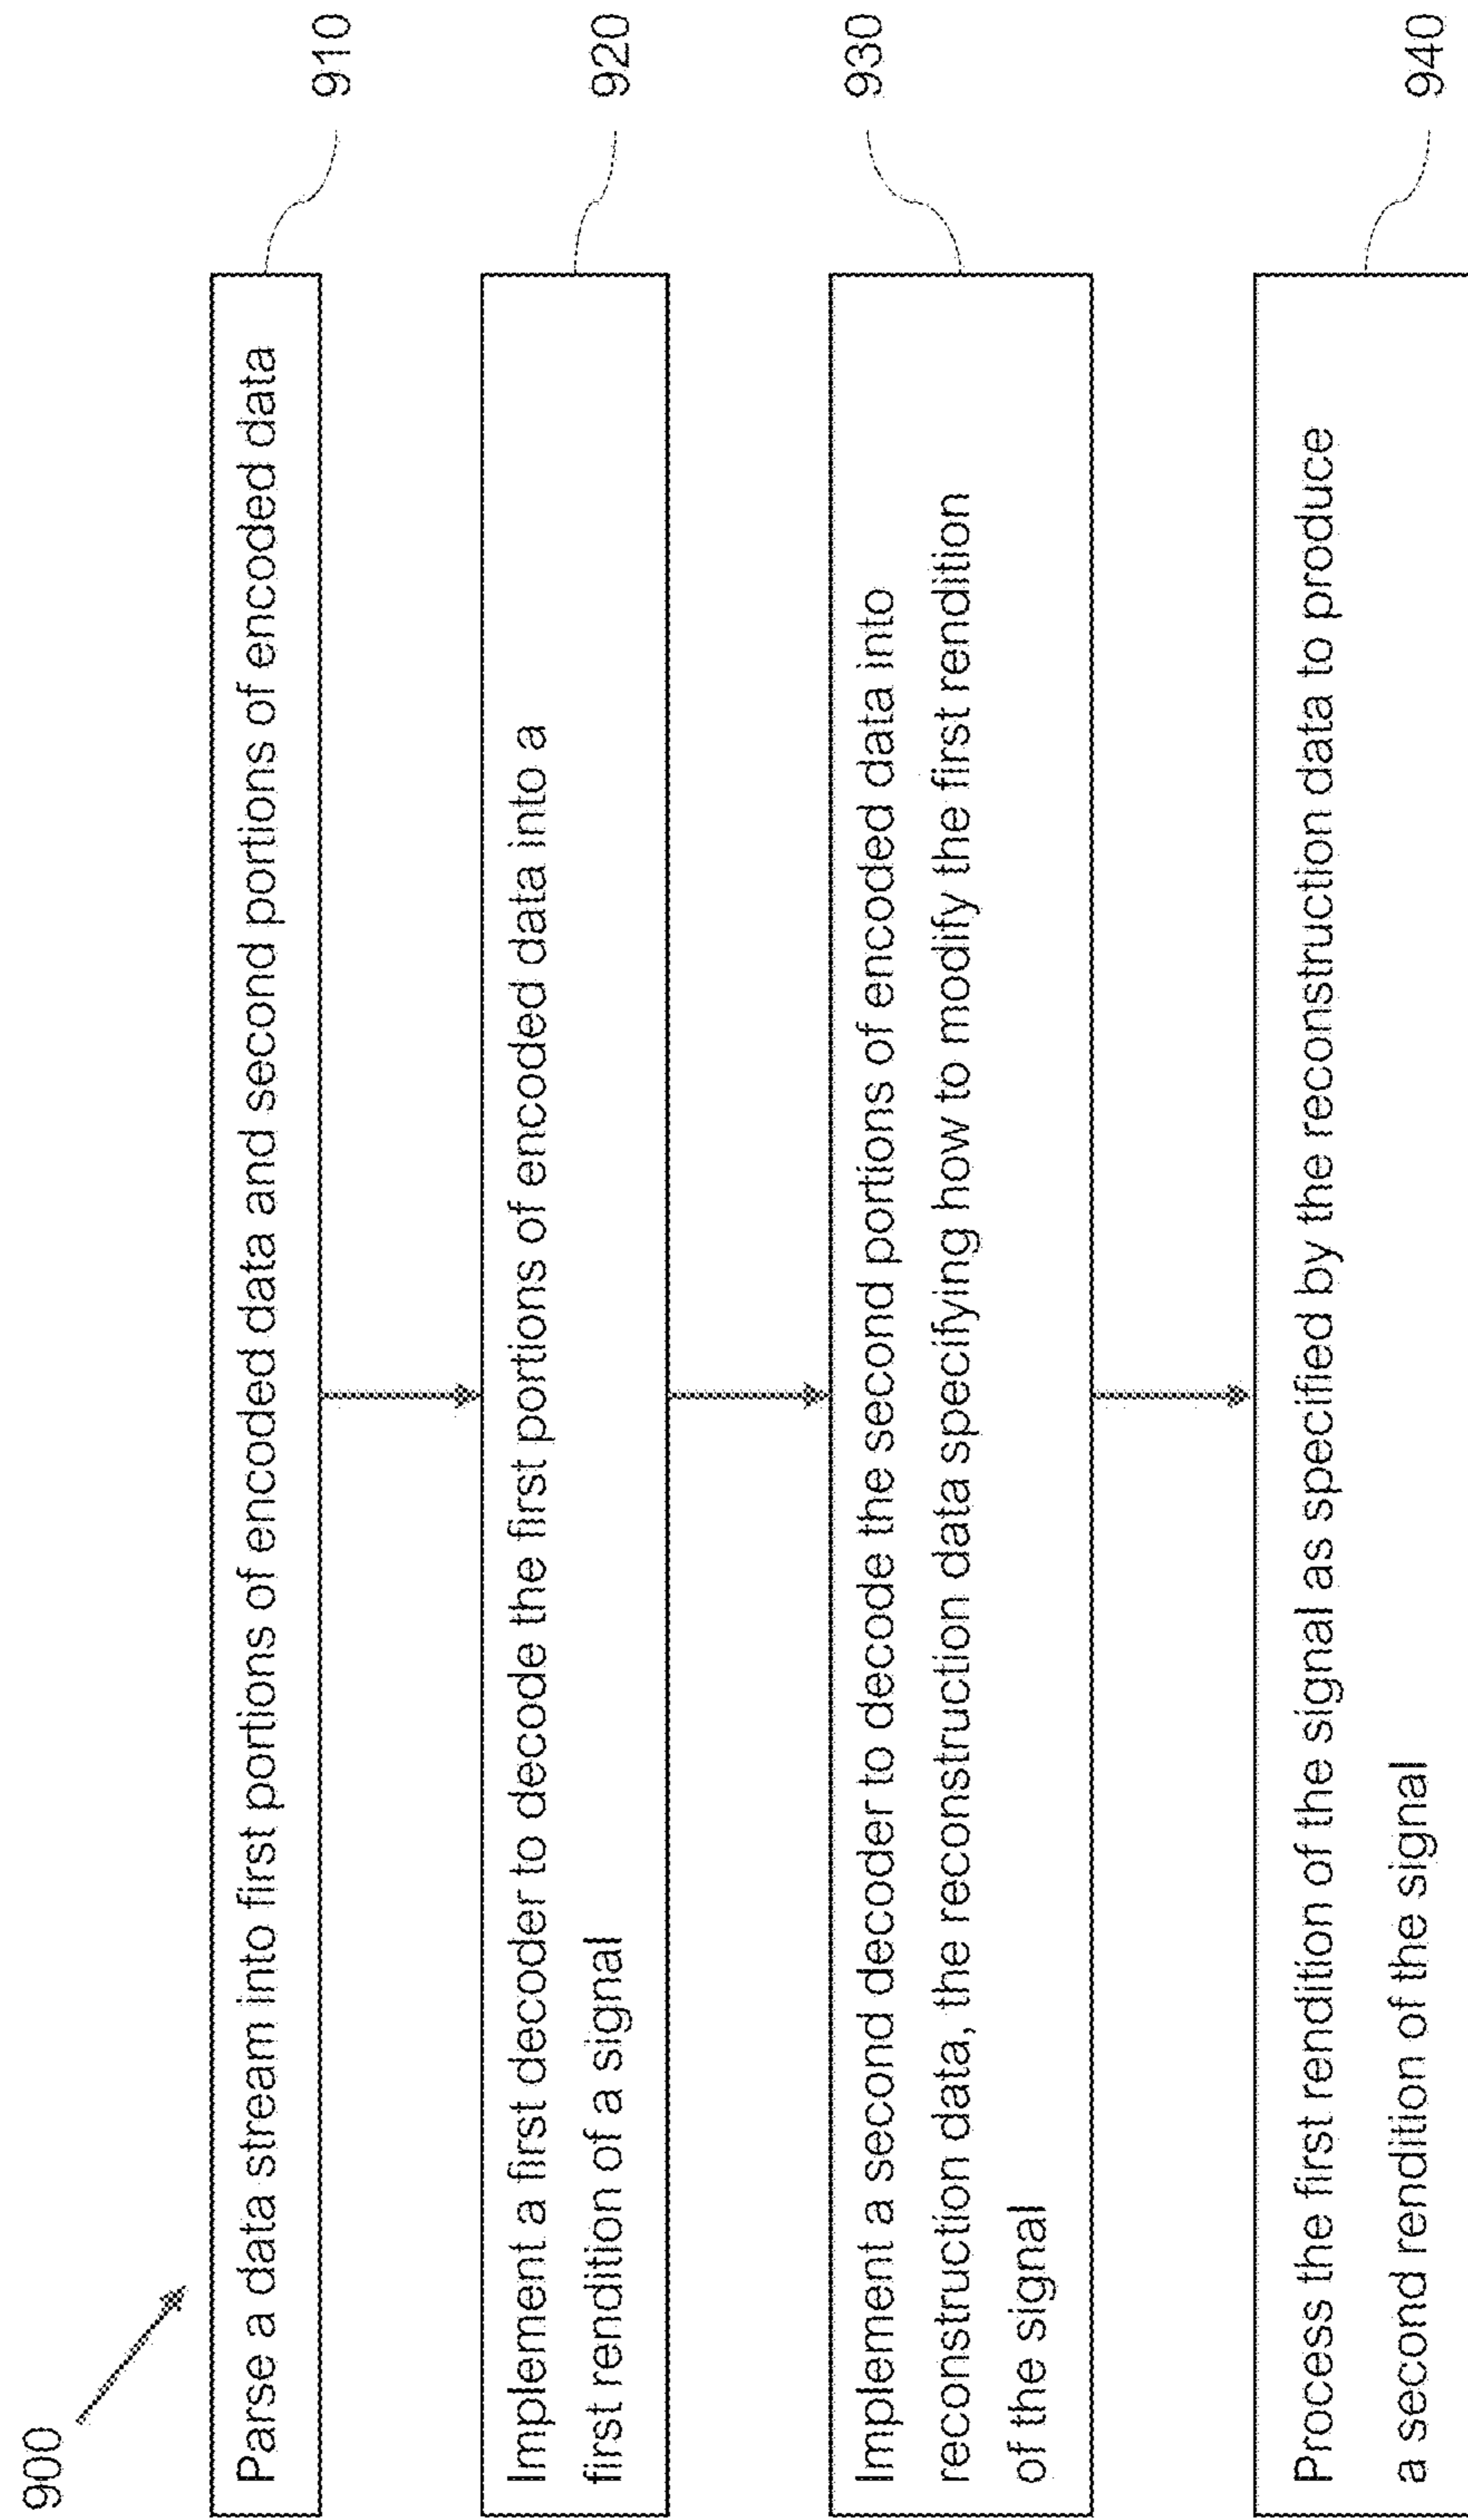 900
Parse a data stream into first portions of encoded data and second portions of encoded data
910
Implement a first decoder to decode the first portions of encoded data into a
first rendition of a signal
920
Implement a second decoder to decode the second portions of encoded data into
reconstruction data, the reconstruction data specifying how to modify the first rendition
of the signal
930
Process the first rendition of the signal as specified by the reconstruction data to produce
a second rendition of the signal
940